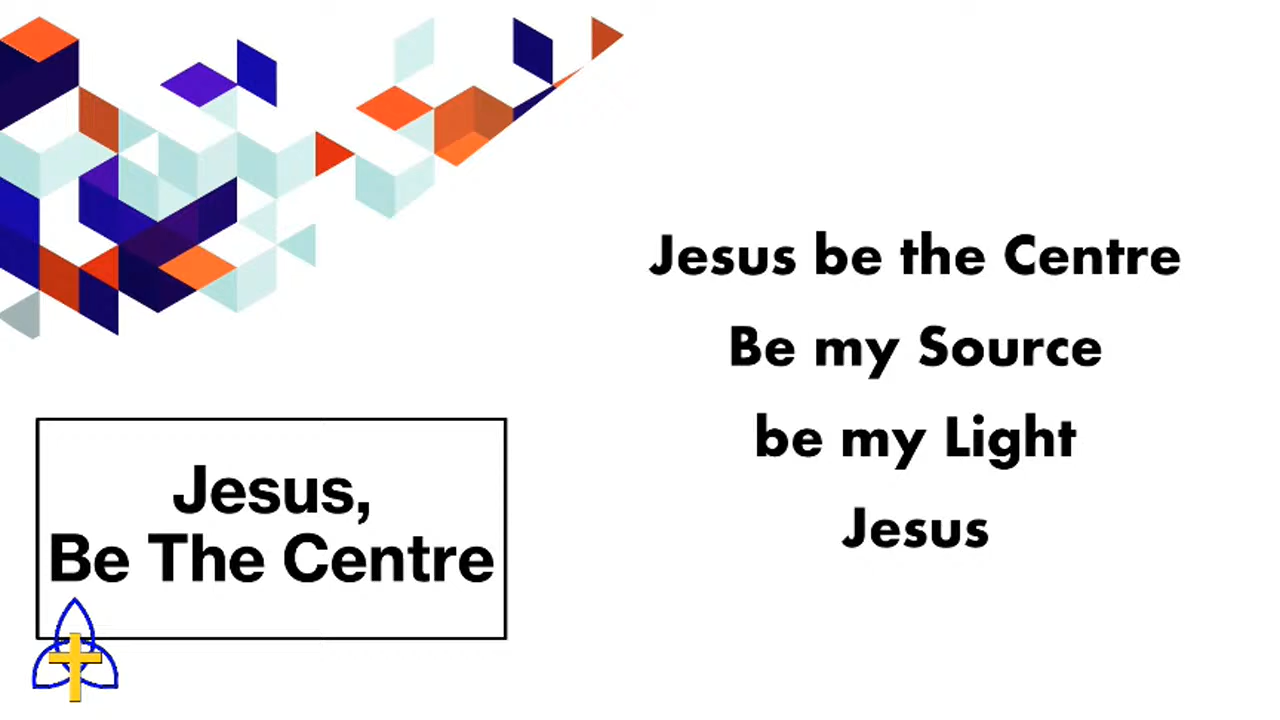 Jesus,
Be The Centre
Jesus be the Centre
Be my Source
be my Light
Jesus